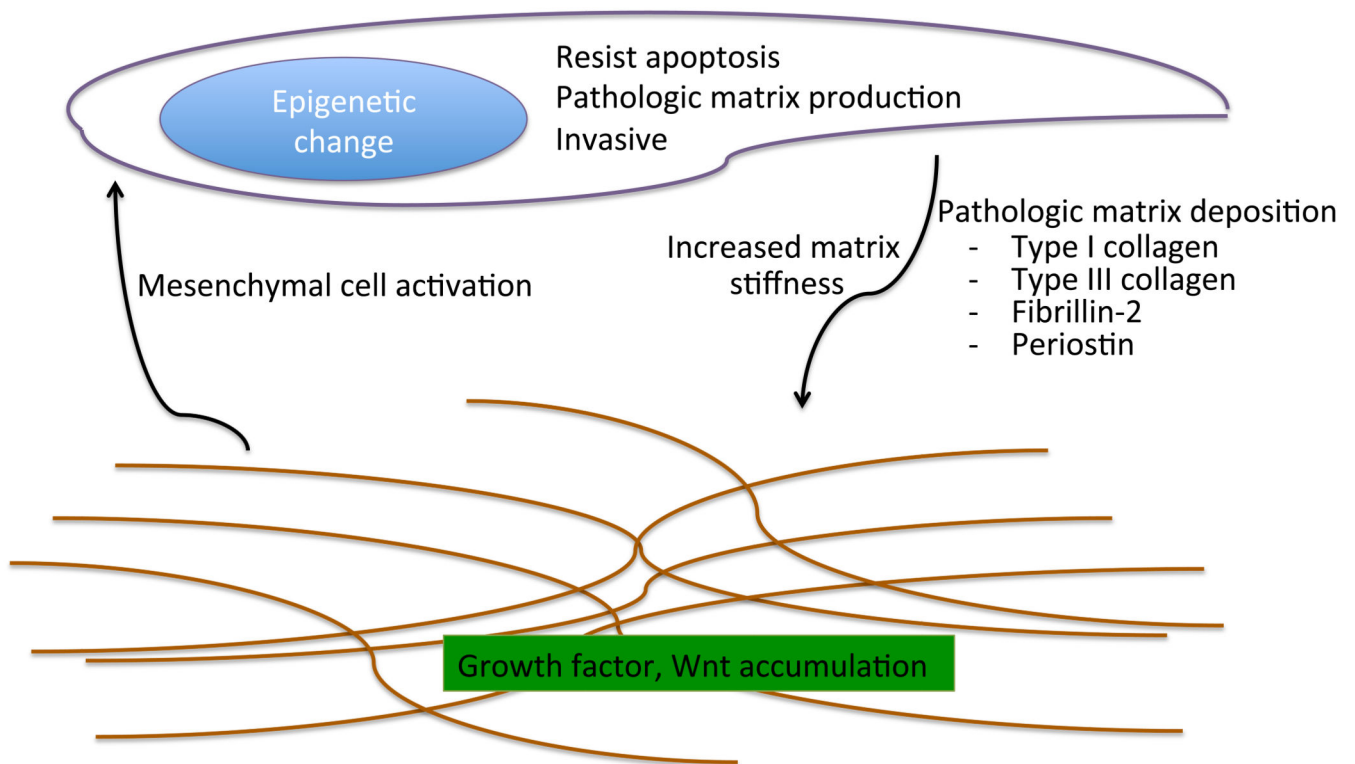 Epigenetic
change
Resist apoptosis
Pathologic matrix production
Invasive
Mesenchymal cell activation
Increased matrix
stiffness
Pathologic matrix deposition
- Type I collagen
- Type III collagen
- Fibrillin-2
- Periostin
Growth factor, Wnt accumulation